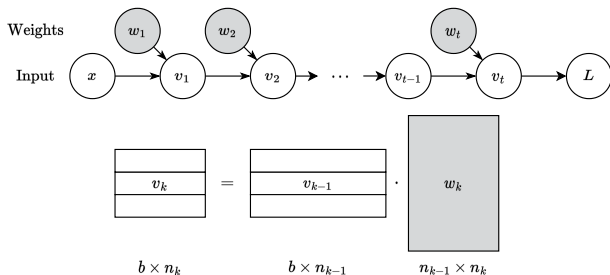 Weights w₁ w₂ wₜ
Input x v₁ v₂ ⋯ vₜ₋₁ vₜ L
vₖ = vₖ₋₁ · wₖ
b × nₖ b × nₖ₋₁ nₖ₋₁ × nₖ